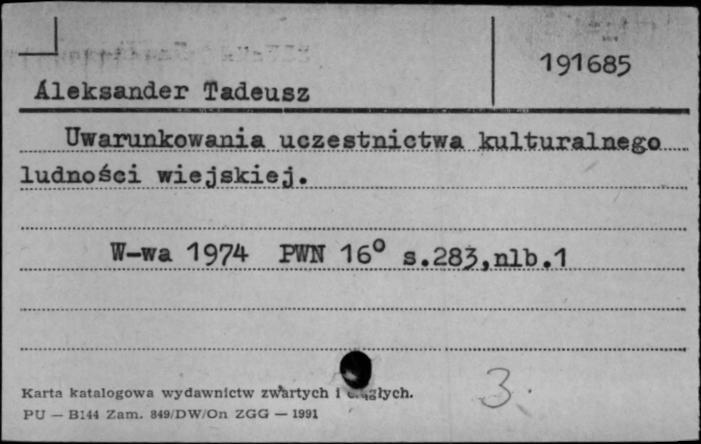 191685
Aleksander Tadeusz
Uwarunkowania uczestnictwa kulturalnego
ludności wiejskiej.
W-wa 1974 PWN 16° s.283,nlb.1
Karta katalogowa wydawnictw zwartych i
PU — B144 Zam. 849/DW/On ZGG — 1991
3.